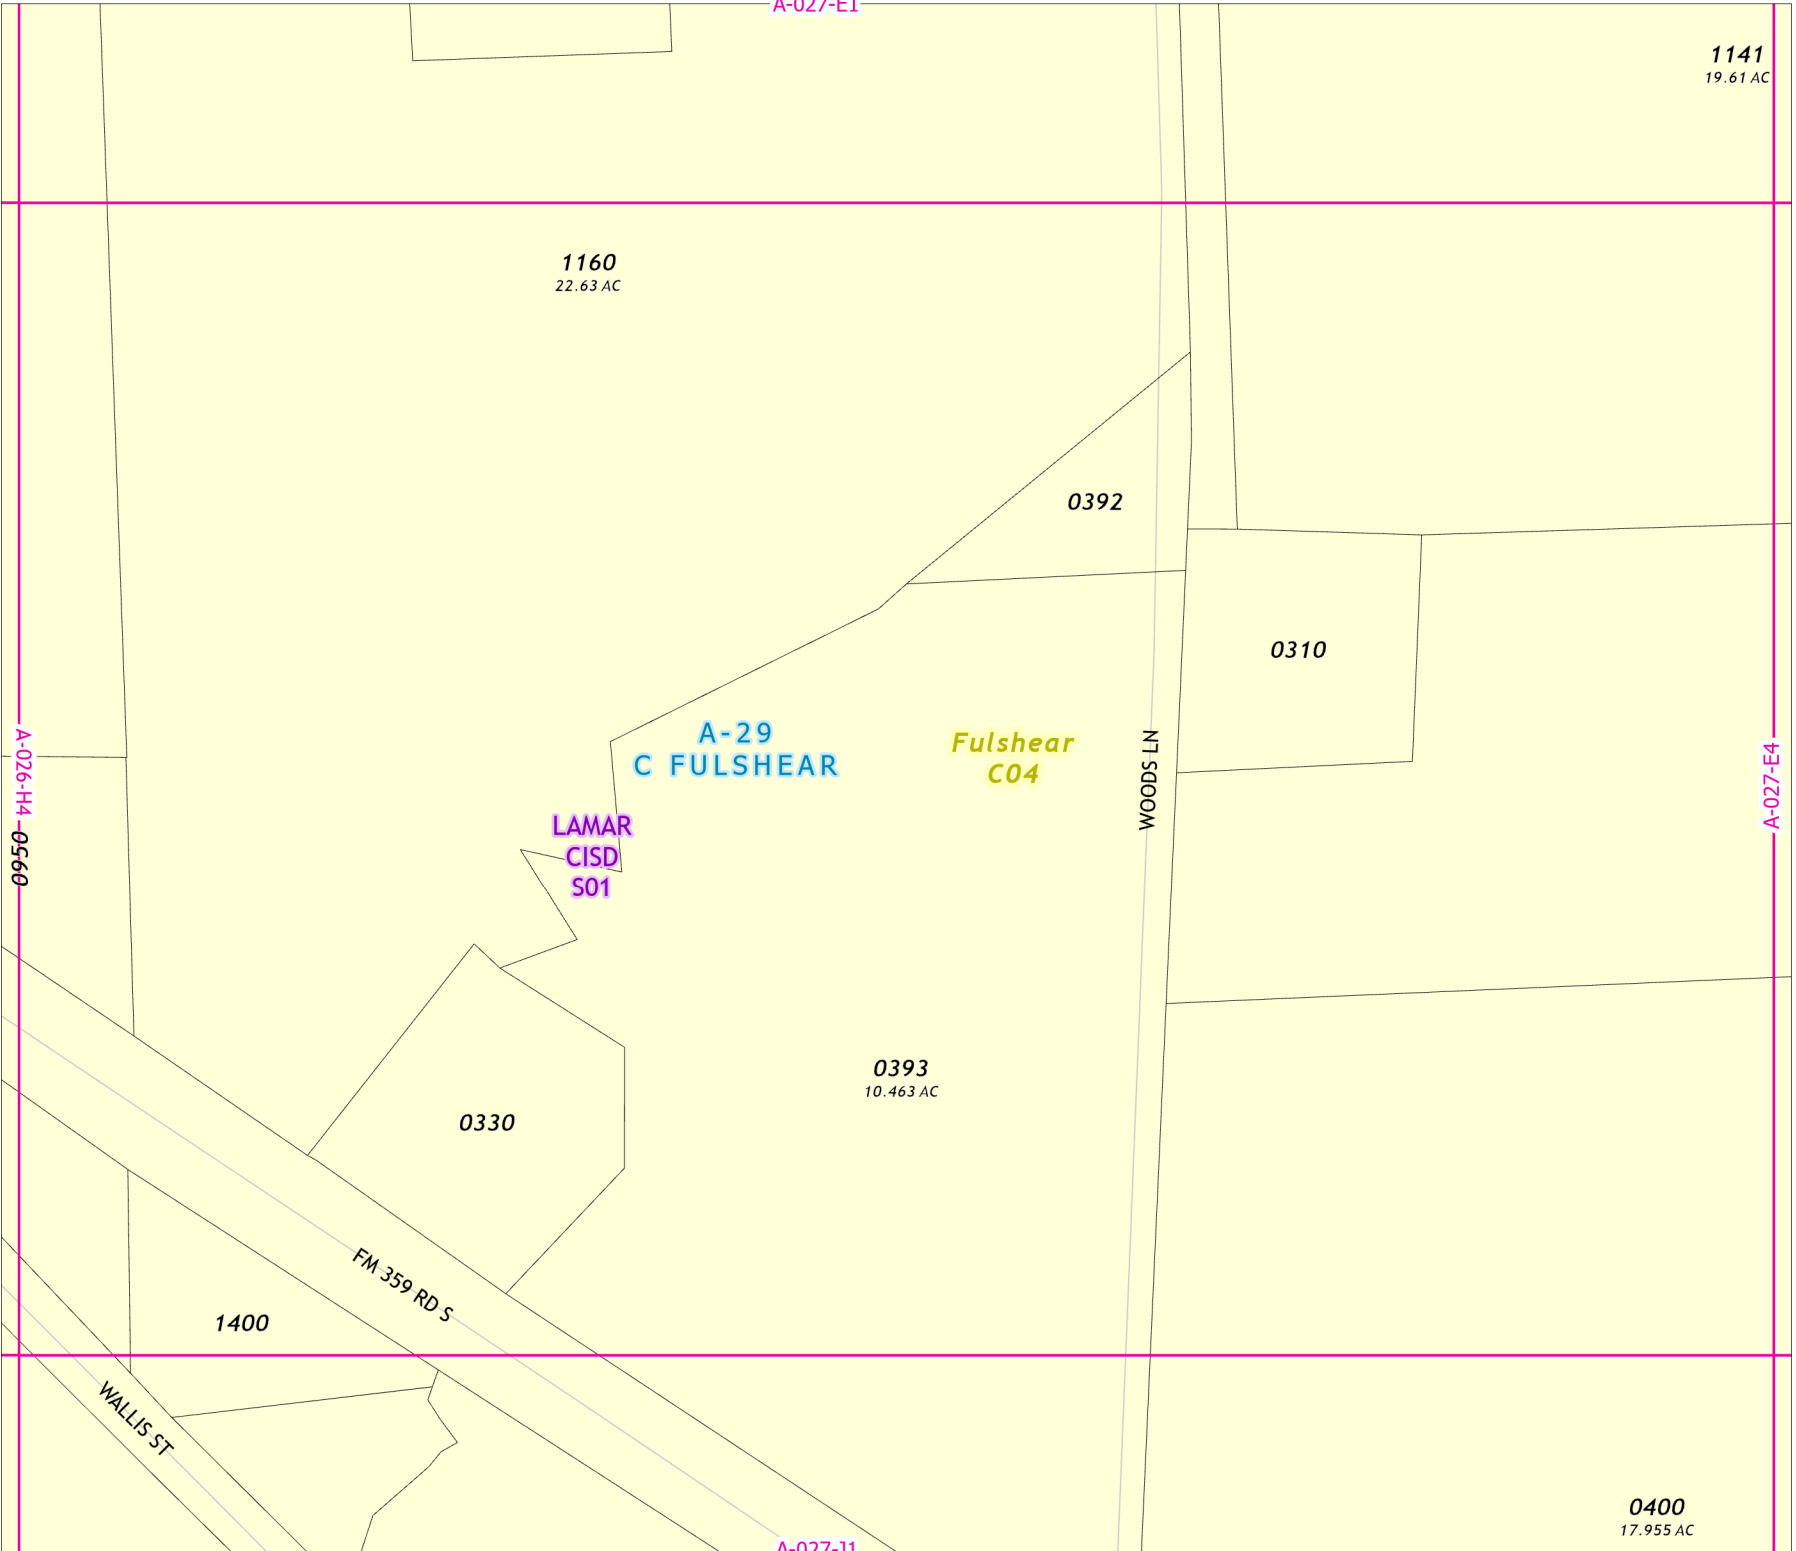 A-027-E1
1141
19.61 AC
1160
22.63 AC
0392
0310
A-29
C FULSHEAR
Fulshear
C04
WOODS LN
A-026-H4
A-027-E4
LAMAR
CISD
S01
0950
0393
10.463 AC
0330
FM 359 RD S
1400
WALLIS ST
0400
17.955 AC
A-027-J1